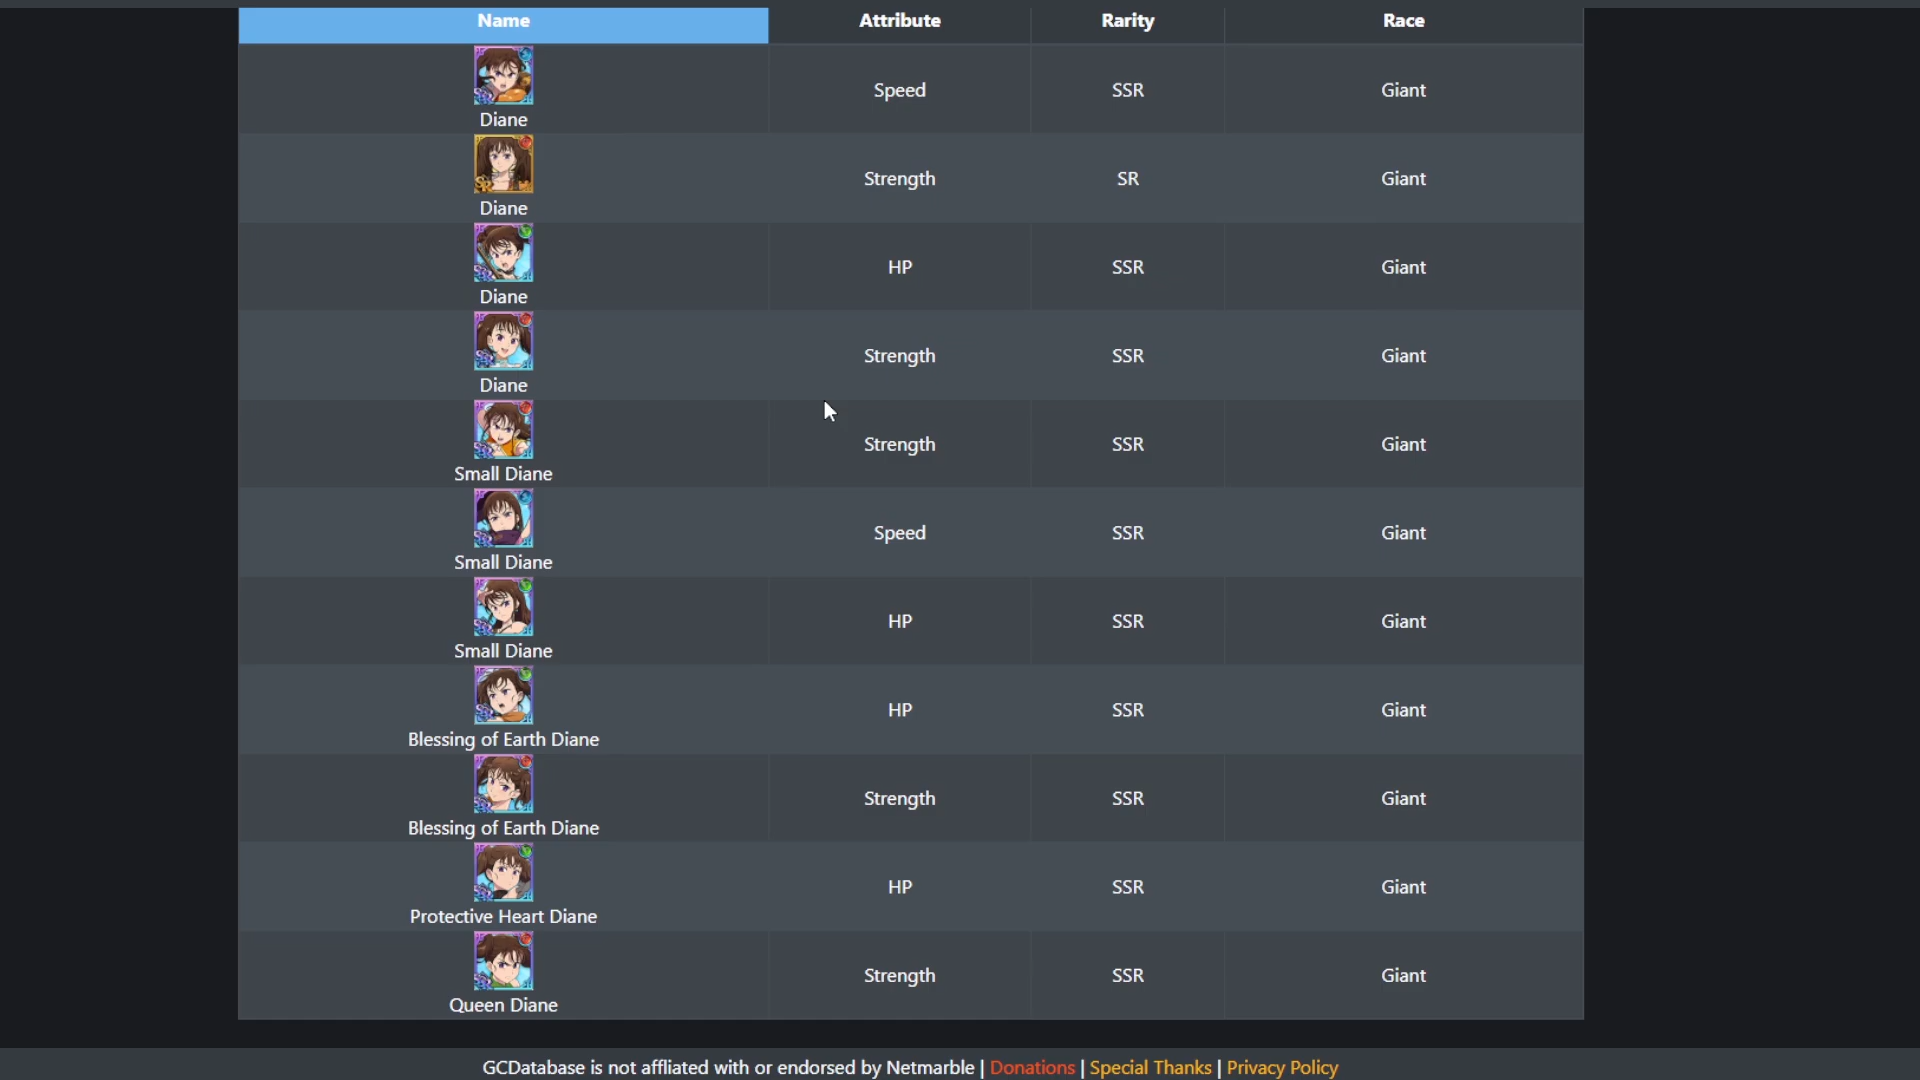 Name Attribute Rarity Race
Speed SSR Giant
Diane
Strength SR Giant
SR
Diane
HP SSR Giant
Diane
Strength SSR Giant
Diane
Strength SSR Giant
Small Diane
Speed SSR Giant
Small Diane
HP SSR Giant
Small Diane
HP SSR Giant
Blessing of Earth Diane
Strength SSR Giant
Blessing of Earth Diane
HP SSR Giant
Protective Heart Diane
Strength SSR Giant
Queen Diane
GCDatabase is not affliated with or endorsed by Netmarble | Donations | Special Thanks | Privacy Policy